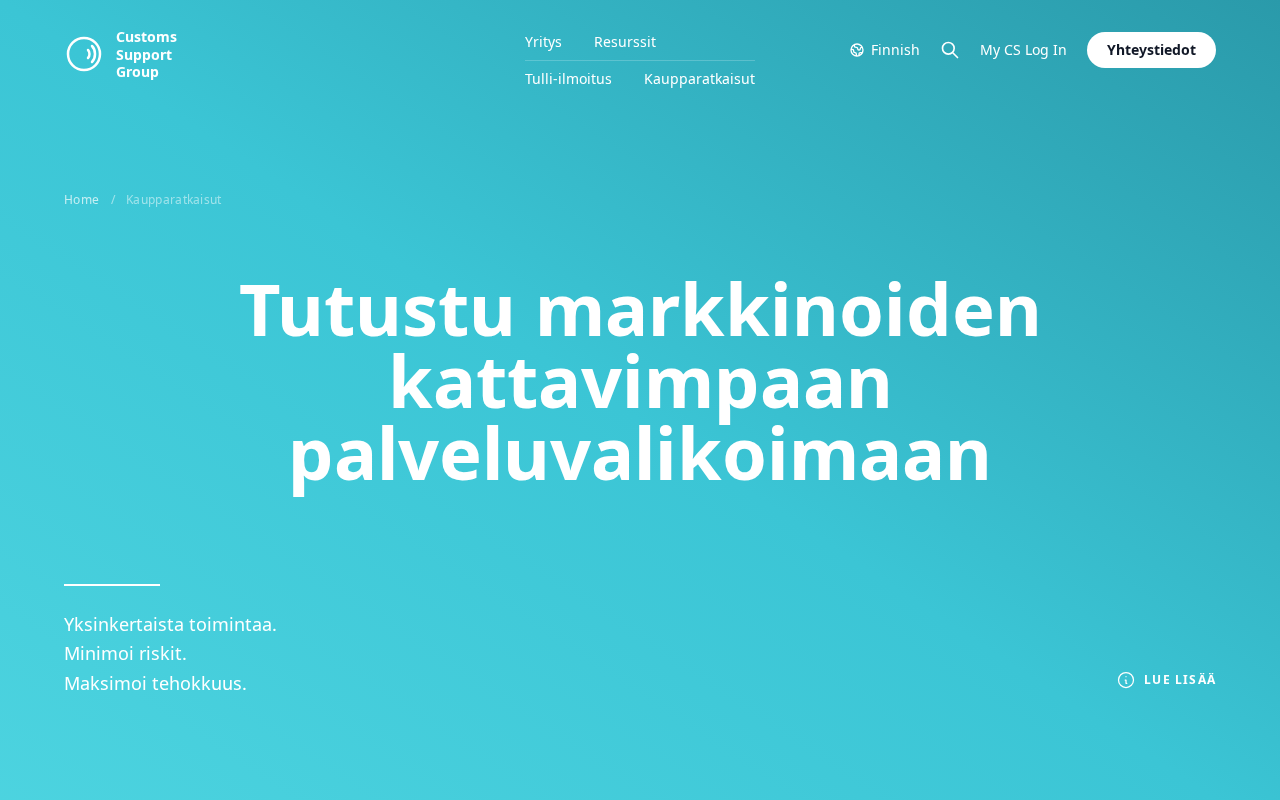 Customs
Support
Group
Yritys Resurssit
Tulli-ilmoitus Kaupparatkaisut
Finnish
My CS Log In
Yhteystiedot
Home / Kaupparatkaisut
Tutustu markkinoiden
kattavimpaan
palveluvalikoimaan
Yksinkertaista toimintaa.
Minimoi riskit.
Maksimoi tehokkuus.
LUE LISÄÄ